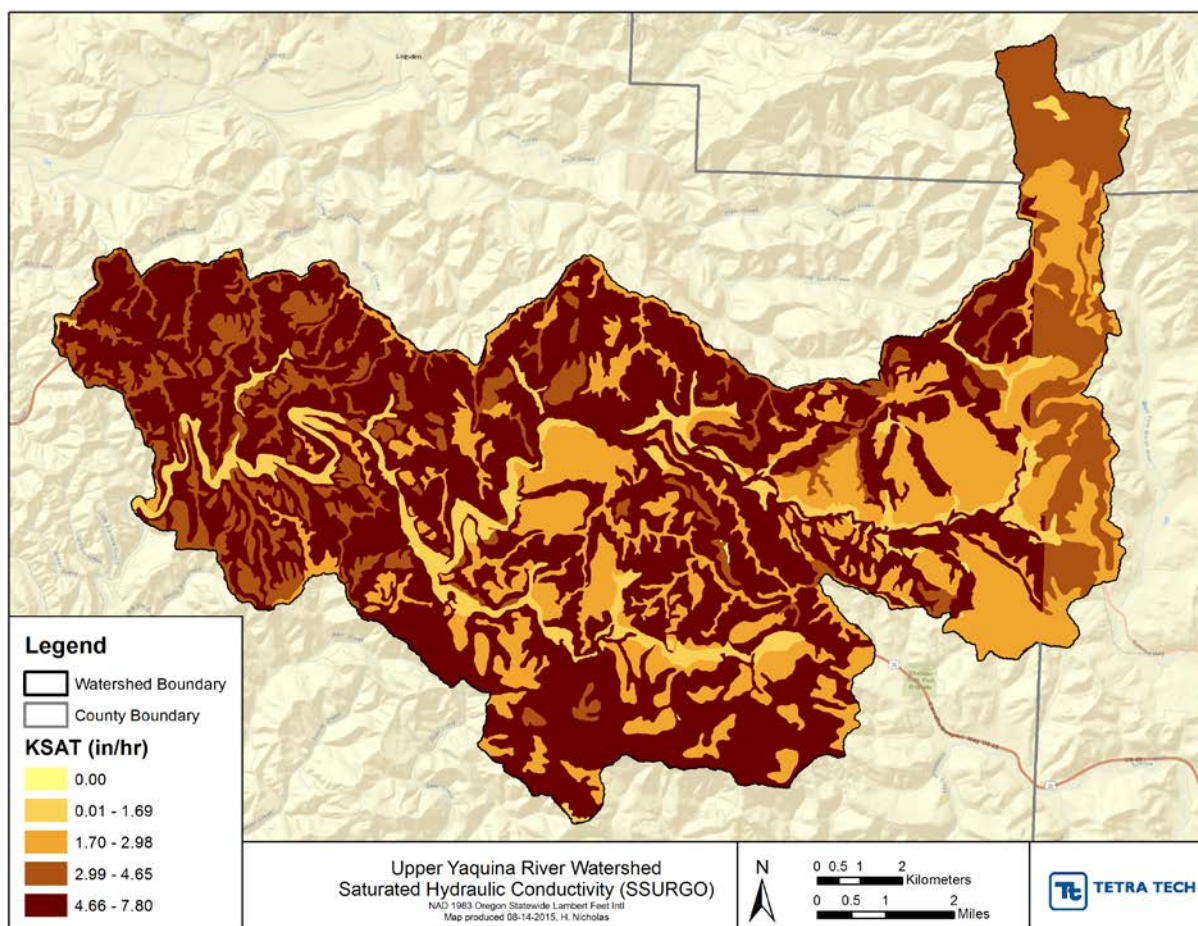 Logsden
Legend
Watershed Boundary
County Boundary
KSAT (in/hr)
0.00
0.01 - 1.69
1.70 - 2.98
2.99 - 4.65
4.66 - 7.80
Upper Yaquina River Watershed
Saturated Hydraulic Conductivity (SSURGO)
NAD 1983 Oregon Statewide Lambert Feet Intl
Map produced 08-14-2015, H. Nicholas
N
0 0.5 1 2
Kilometers
0 0.5 1 2
Miles
Tt TETRA TECH